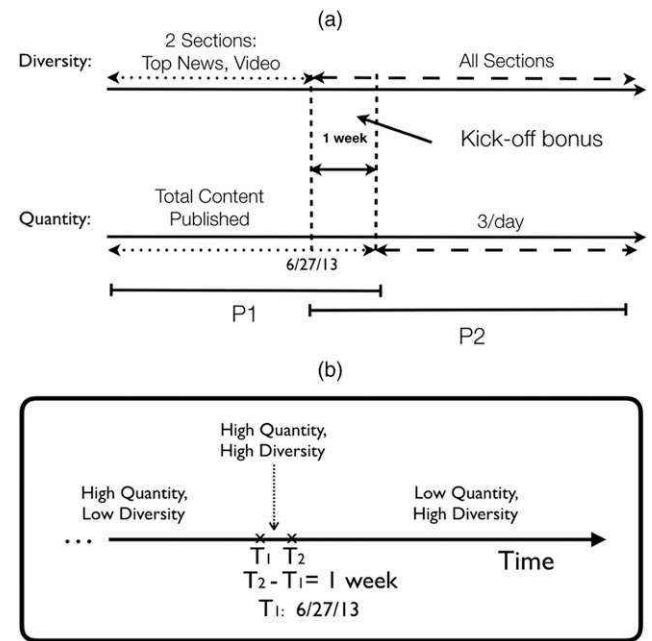 (a)
2 Sections:
Diversity: Top News, Video All Sections
1 week Kick-off bonus
Total Content
Quantity: Published 3/day
6/27/13
P1
P2
(b)
High Quantity,
High Diversity
High Quantity, Low Quantity,
Low Diversity High Diversity
...
T1 T2 Time
T2 - T1= 1 week
T1: 6/27/13